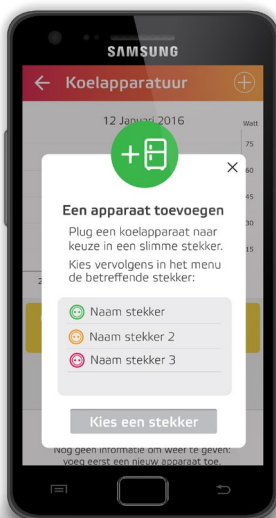 SAMSUNG
Koelapparatuur
12 Januari 2016
Watt
75
60
45
30
15
Een apparaat toevoegen
Plug een koelapparaat naar
keuze in een slimme stekker.
Kies vervolgens in het menu
de betreffende stekker:
Naam stekker
Naam stekker 2
Naam stekker 3
Kies een stekker
Nog geen informatie om weer te geven:
voeg eerst een nieuw apparaat toe.